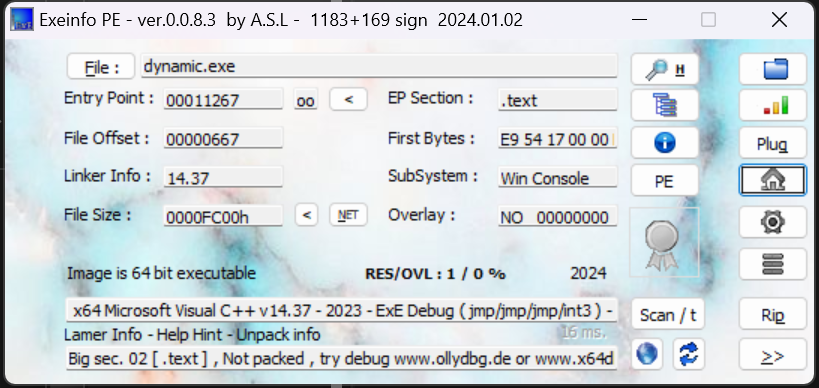 Exeinfo PE - ver.0.0.8.3 by A.S.L - 1183+169 sign 2024.01.02
File : dynamic.exe H
Entry Point : 00011267 oo < EP Section : .text
File Offset : 00000667 First Bytes : E9 54 17 00 00 Plug
Linker Info : 14.37 SubSystem : Win Console PE
File Size : 0000FC00h < NET Overlay : NO 00000000
Image is 64 bit executable RES/OVL : 1 / 0 % 2024
x64 Microsoft Visual C++ v14.37 - 2023 - ExE Debug ( jmp/jmp/jmp/int3 ) - Scan / t Rip
Lamer Info - Help Hint - Unpack info 16 ms.
Big sec. 02 [ .text ] , Not packed , try debug www.ollydbg.de or www.x64d >>